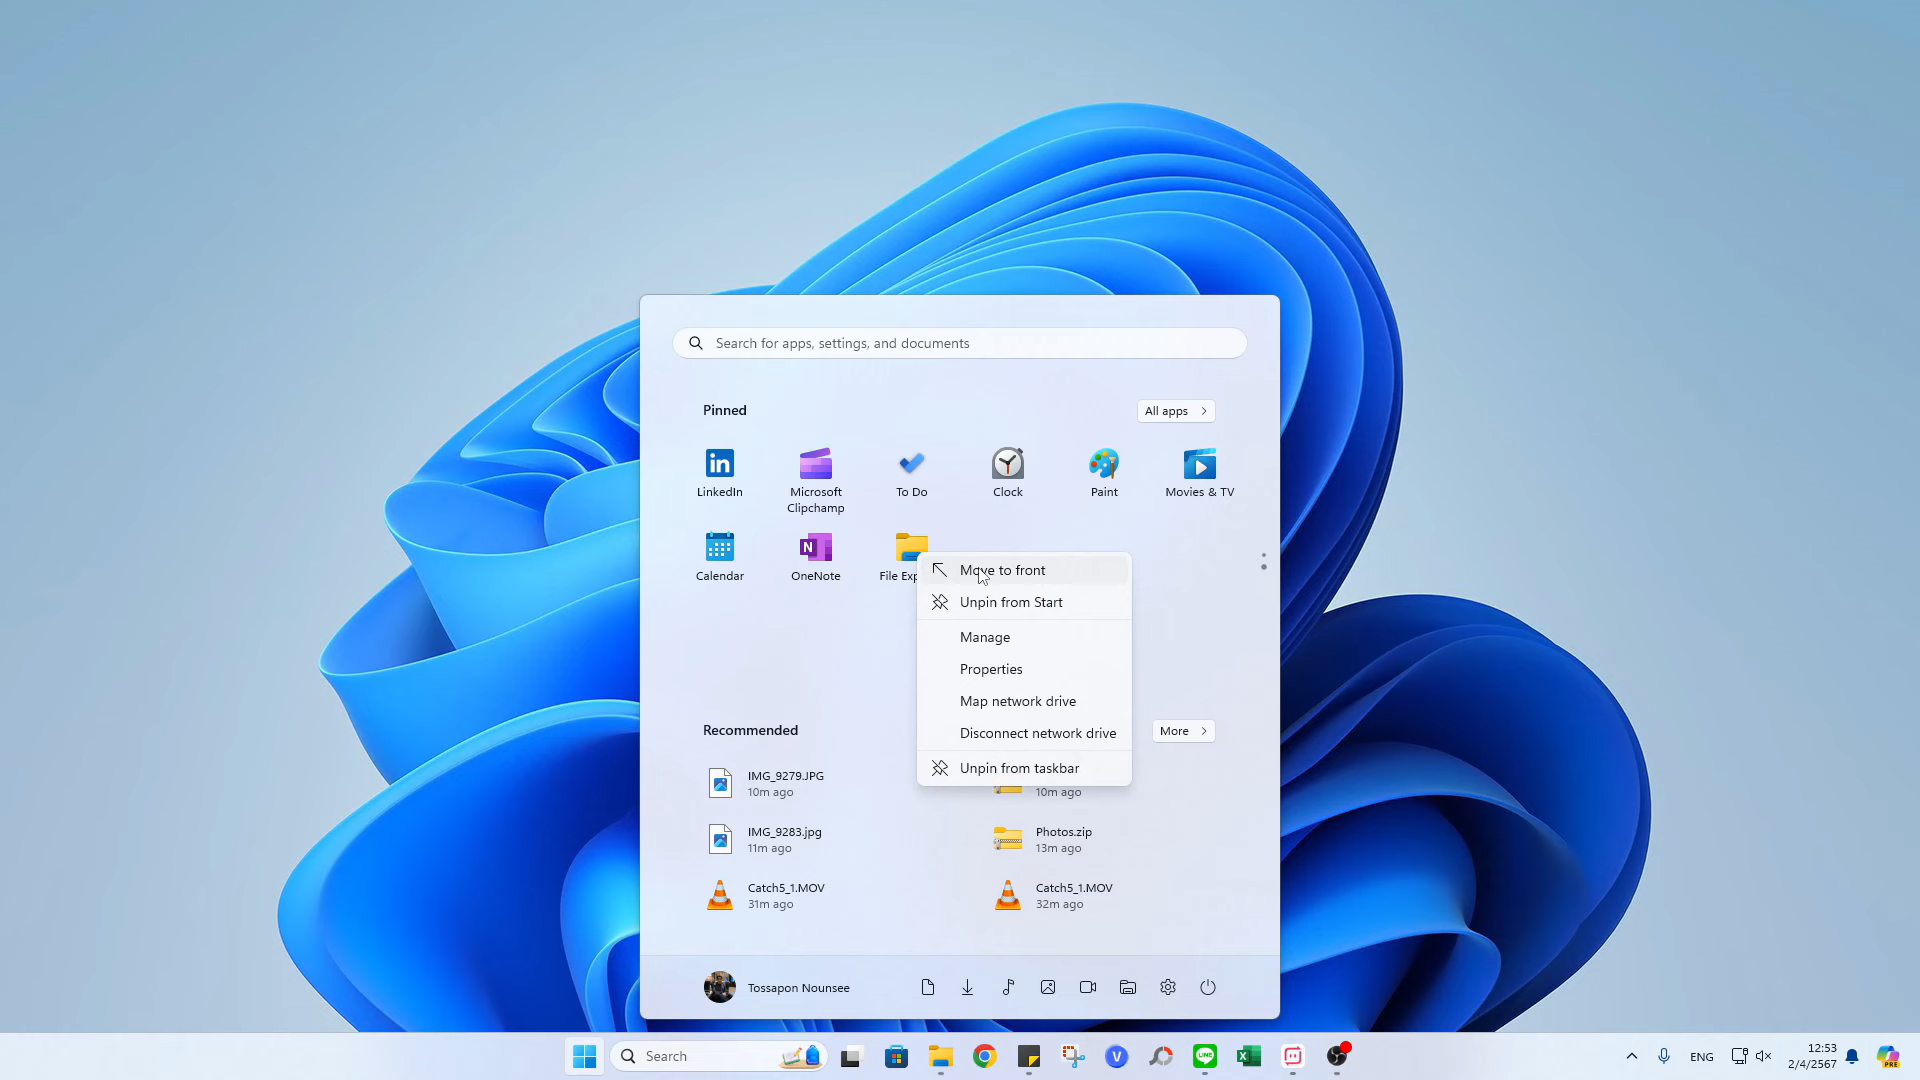 Search for apps, settings, and documents
Pinned
All apps
LinkedIn
Microsoft
Clipchamp
To Do
Clock
Paint
Movies & TV
Calendar
OneNote
File Exp
Move to front
Unpin from Start
Manage
Properties
Map network drive
Disconnect network drive
Unpin from taskbar
Recommended
More
IMG_9279.JPG
10m ago
10m ago
IMG_9283.jpg
11m ago
Photos.zip
13m ago
Catch5_1.MOV
31m ago
Catch5_1.MOV
32m ago
Tossapon Nounsee
Search
ENG
12:53
2/4/2567